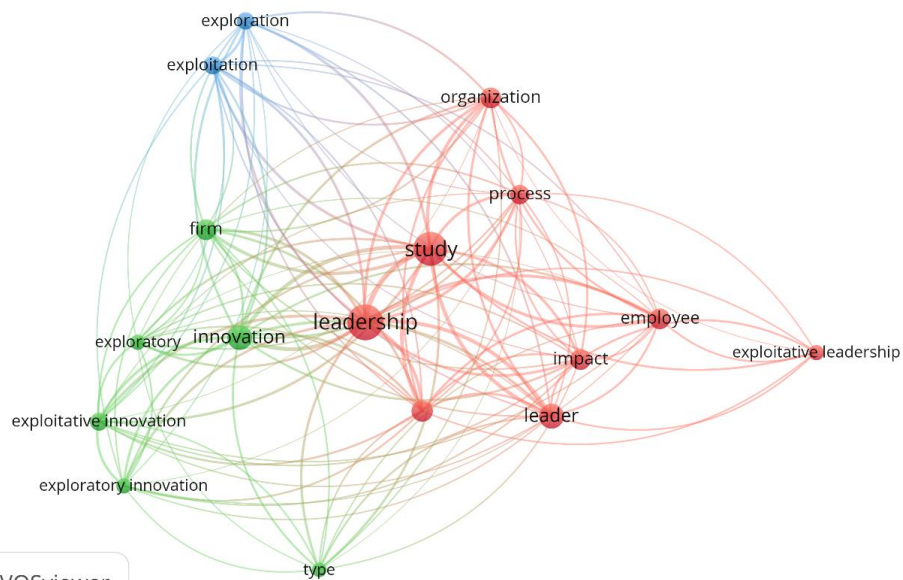 exploration
exploitation
organization
process
firm
study
leadership
employee
innovation
exploratory
exploitative leadership
impact
leader
exploitative innovation
exploratory innovation
type
VOSviewer